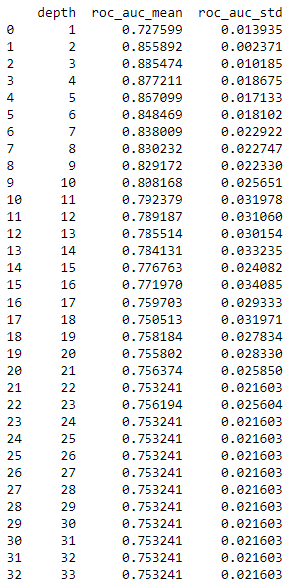 depth roc_auc_mean roc_auc_std
0 1 0.727599 0.013935
1 2 0.855892 0.002371
2 3 0.885474 0.010185
3 4 0.877211 0.018675
4 5 0.867099 0.017133
5 6 0.848469 0.018102
6 7 0.838009 0.022922
7 8 0.830232 0.022747
8 9 0.829172 0.022330
9 10 0.808168 0.025651
10 11 0.792379 0.031978
11 12 0.789187 0.031060
12 13 0.785514 0.030154
13 14 0.784131 0.033235
14 15 0.776763 0.024082
15 16 0.771970 0.034085
16 17 0.759703 0.029333
17 18 0.750513 0.031971
18 19 0.758184 0.027834
19 20 0.755802 0.028330
20 21 0.756374 0.025850
21 22 0.753241 0.021603
22 23 0.756194 0.025604
23 24 0.753241 0.021603
24 25 0.753241 0.021603
25 26 0.753241 0.021603
26 27 0.753241 0.021603
27 28 0.753241 0.021603
28 29 0.753241 0.021603
29 30 0.753241 0.021603
30 31 0.753241 0.021603
31 32 0.753241 0.021603
32 33 0.753241 0.021603